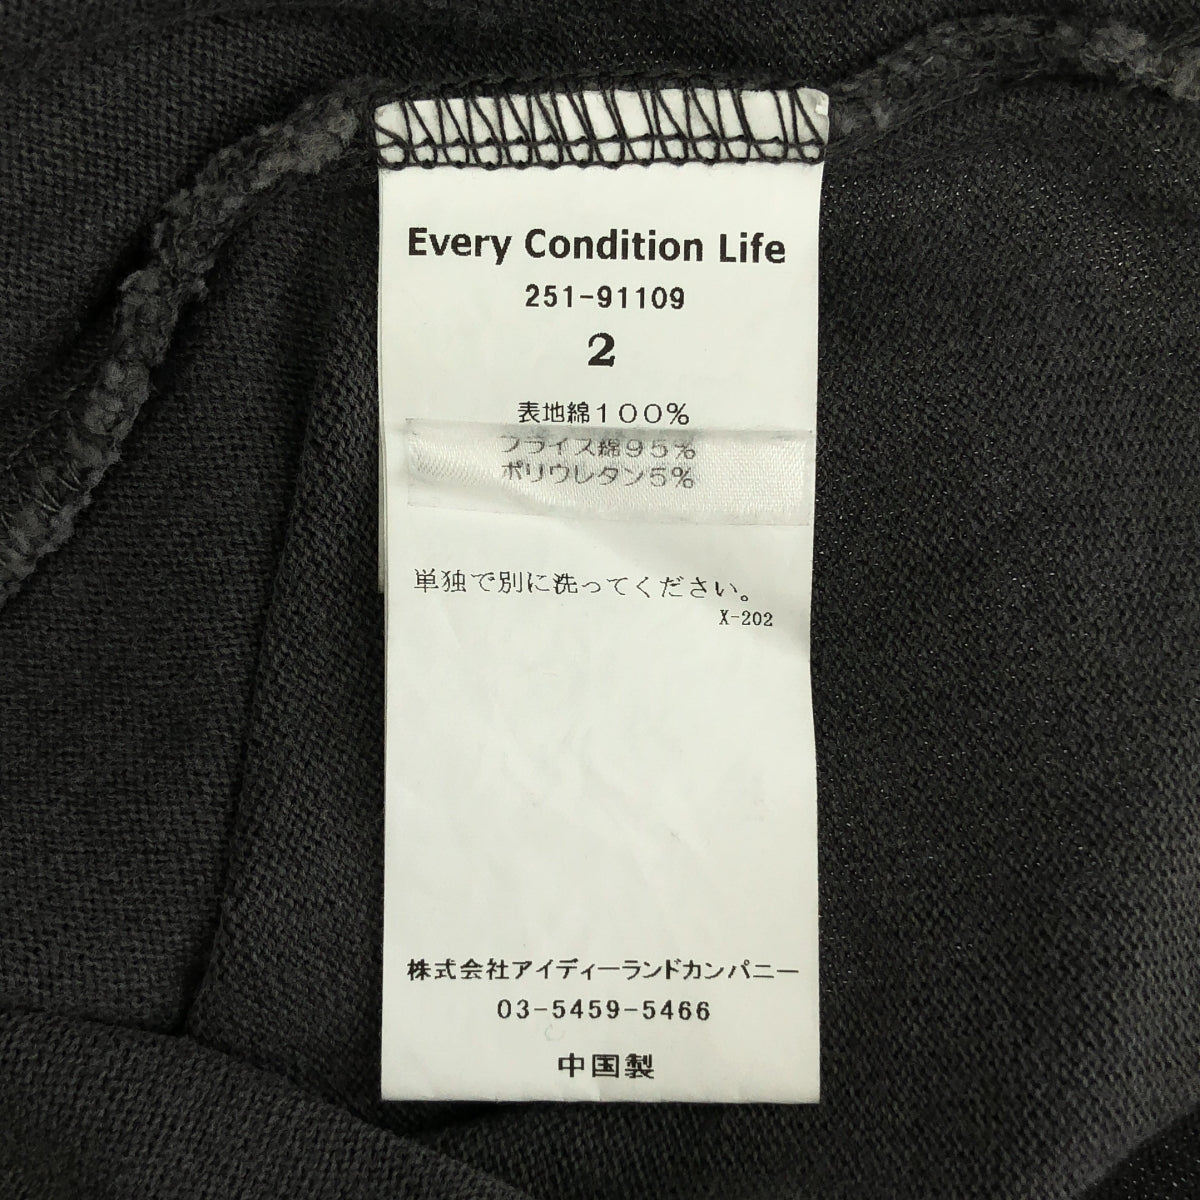 Every Condition Life
251-91109
2
表地綿100%
フライス綿95%
ポリウレタン5%
単独で別に洗ってください。
X-202
株式会社アイディーランドカンパニー
03-5459-5466
中国製